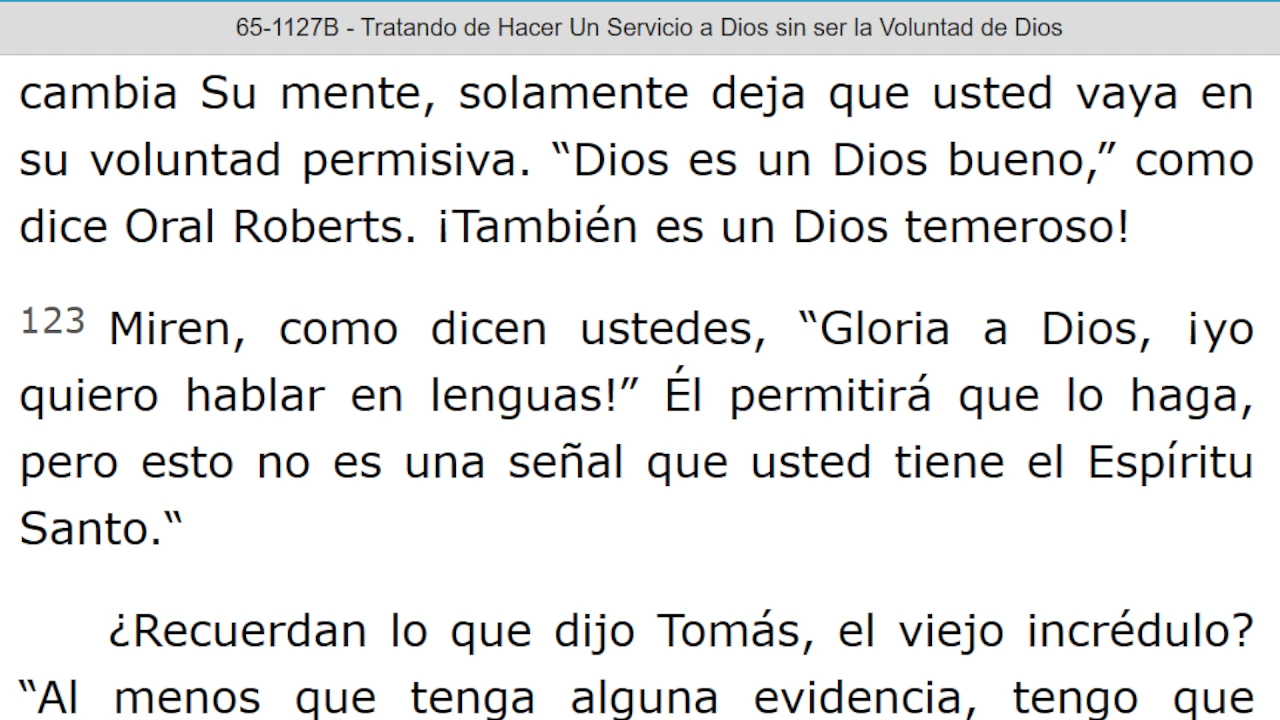 65-1127B - Tratando de Hacer Un Servicio a Dios sin ser la Voluntad de Dios
cambia Su mente, solamente deja que usted vaya en
su voluntad permisiva. “Dios es un Dios bueno,” como
dice Oral Roberts. ¡También es un Dios temeroso!
123 Miren, como dicen ustedes, “Gloria a Dios, ¡yo
quiero hablar en lenguas!” Él permitirá que lo haga,
pero esto no es una señal que usted tiene el Espíritu
Santo.“
¿Recuerdan lo que dijo Tomás, el viejo incrédulo?
“Al menos que tenga alguna evidencia, tengo que